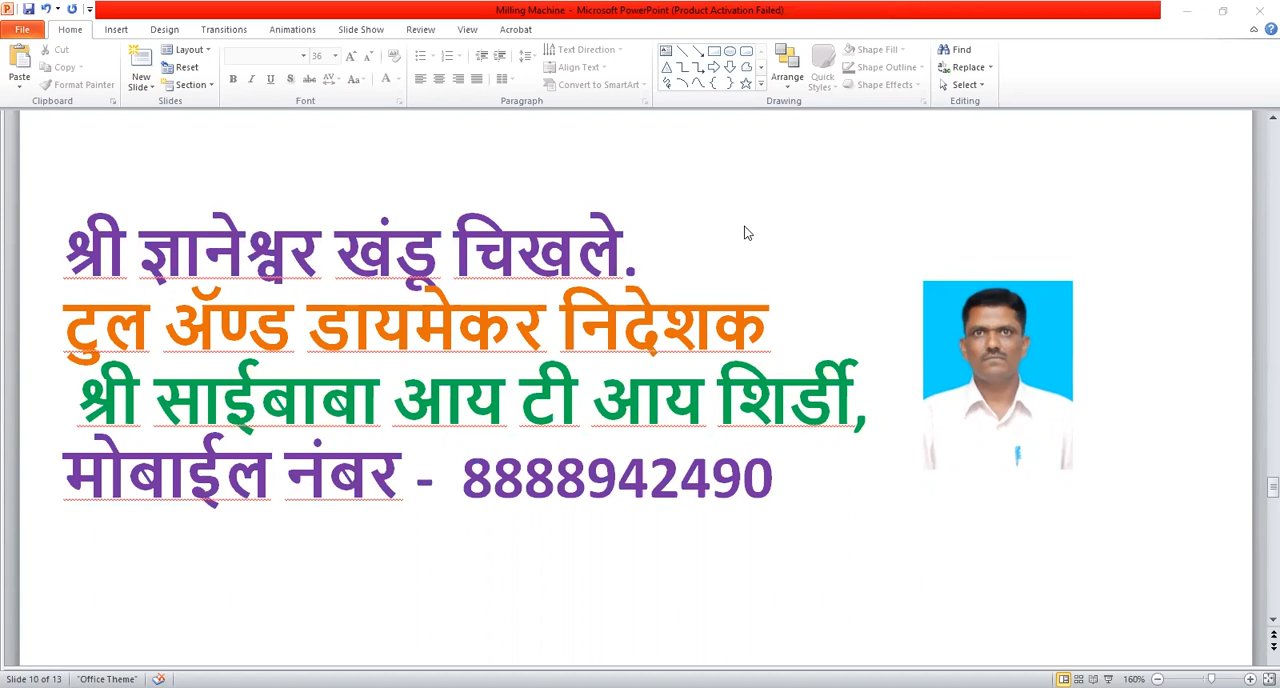 Milling Machine - Microsoft PowerPoint (Product Activation Failed)
File Home Insert Design Transitions Animations Slide Show Review View Acrobat
Paste Cut Copy Format Painter Clipboard
New Slide Layout Reset Section Slides
36 Font
Text Direction Align Text Convert to SmartArt Paragraph
Arrange Quick Styles Shape Fill Shape Outline Shape Effects Drawing
Find Replace Select Editing
श्री ज्ञानेश्वर खंडू चिखले.
टुल ॲण्ड डायमेकर निदेशक
श्री साईबाबा आय टी आय शिर्डी,
मोबाईल नंबर - 8888942490
Slide 10 of 13 "Office Theme" 160%